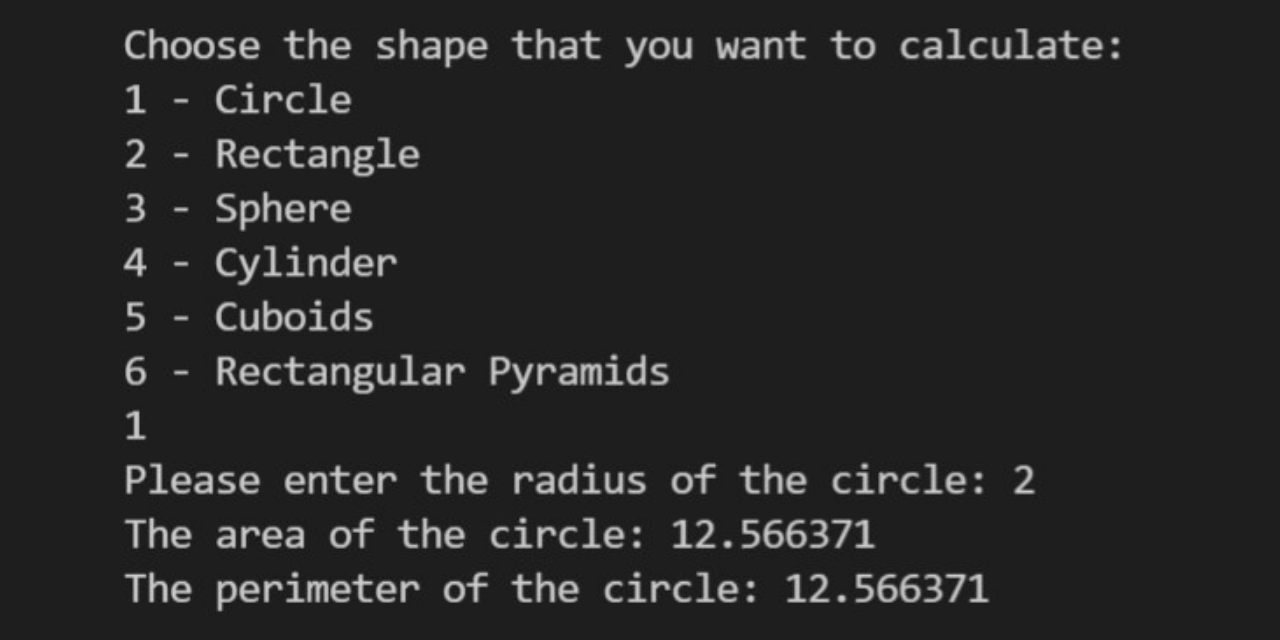 Choose the shape that you want to calculate:
1 - Circle
2 - Rectangle
3 - Sphere
4 - Cylinder
5 - Cuboids
6 - Rectangular Pyramids
1
Please enter the radius of the circle: 2
The area of the circle: 12.566371
The perimeter of the circle: 12.566371